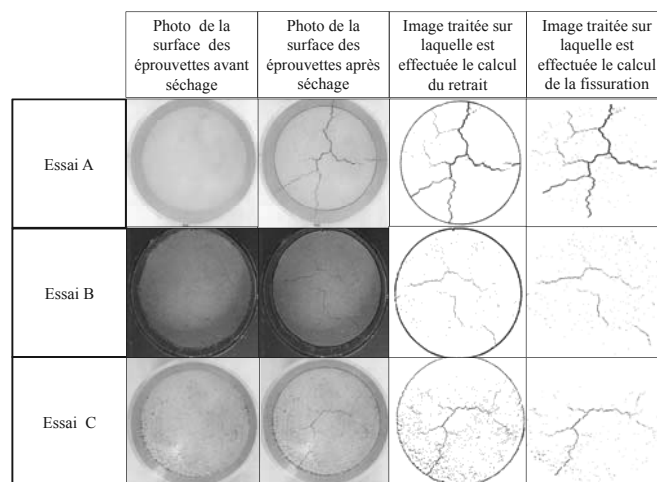 Photo de la
surface des
éprouvettes avant
séchage
Photo de la
surface des
éprouvettes après
séchage
Image traitée sur
laquelle est
effectuée le calcul
du retrait
Image traitée sur
laquelle est
effectuée le calcul
de la fissuration
Essai A
Essai B
Essai C